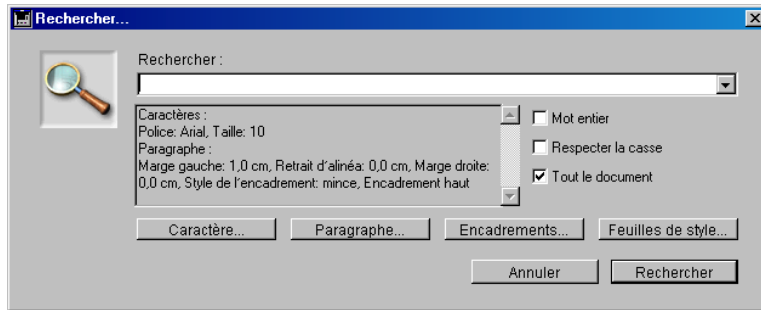 Rechercher...
Rechercher :
Caractères :
Police: Arial, Taille: 10
Paragraphe :
Marge gauche: 1,0 cm, Retrait d´alinéa: 0,0 cm, Marge droite:
0,0 cm, Style de l´encadrement: mince, Encadrement haut
Mot entier
Respecter la casse
Tout le document
Caractère...
Paragraphe...
Encadrements...
Feuilles de style...
Annuler
Rechercher